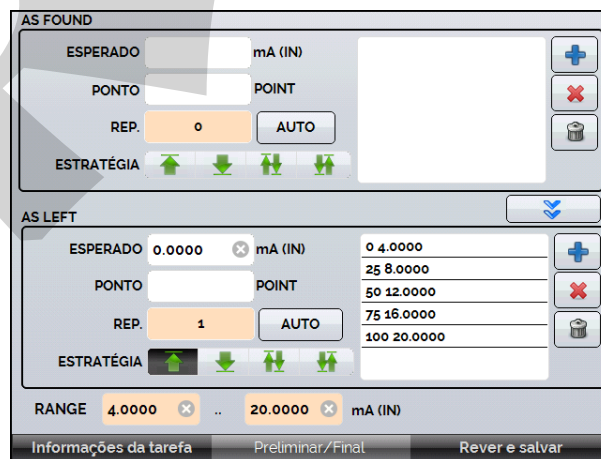 AS FOUND
ESPERADO mA (IN)
PONTO POINT
REP. 0 AUTO
ESTRATÉGIA
AS LEFT
ESPERADO 0.0000 mA (IN)
PONTO POINT
REP. 1 AUTO
ESTRATÉGIA
0 4.0000
25 8.0000
50 12.0000
75 16.0000
100 20.0000
RANGE 4.0000 .. 20.0000 mA (IN)
Informações da tarefa Preliminar/Final Rever e salvar